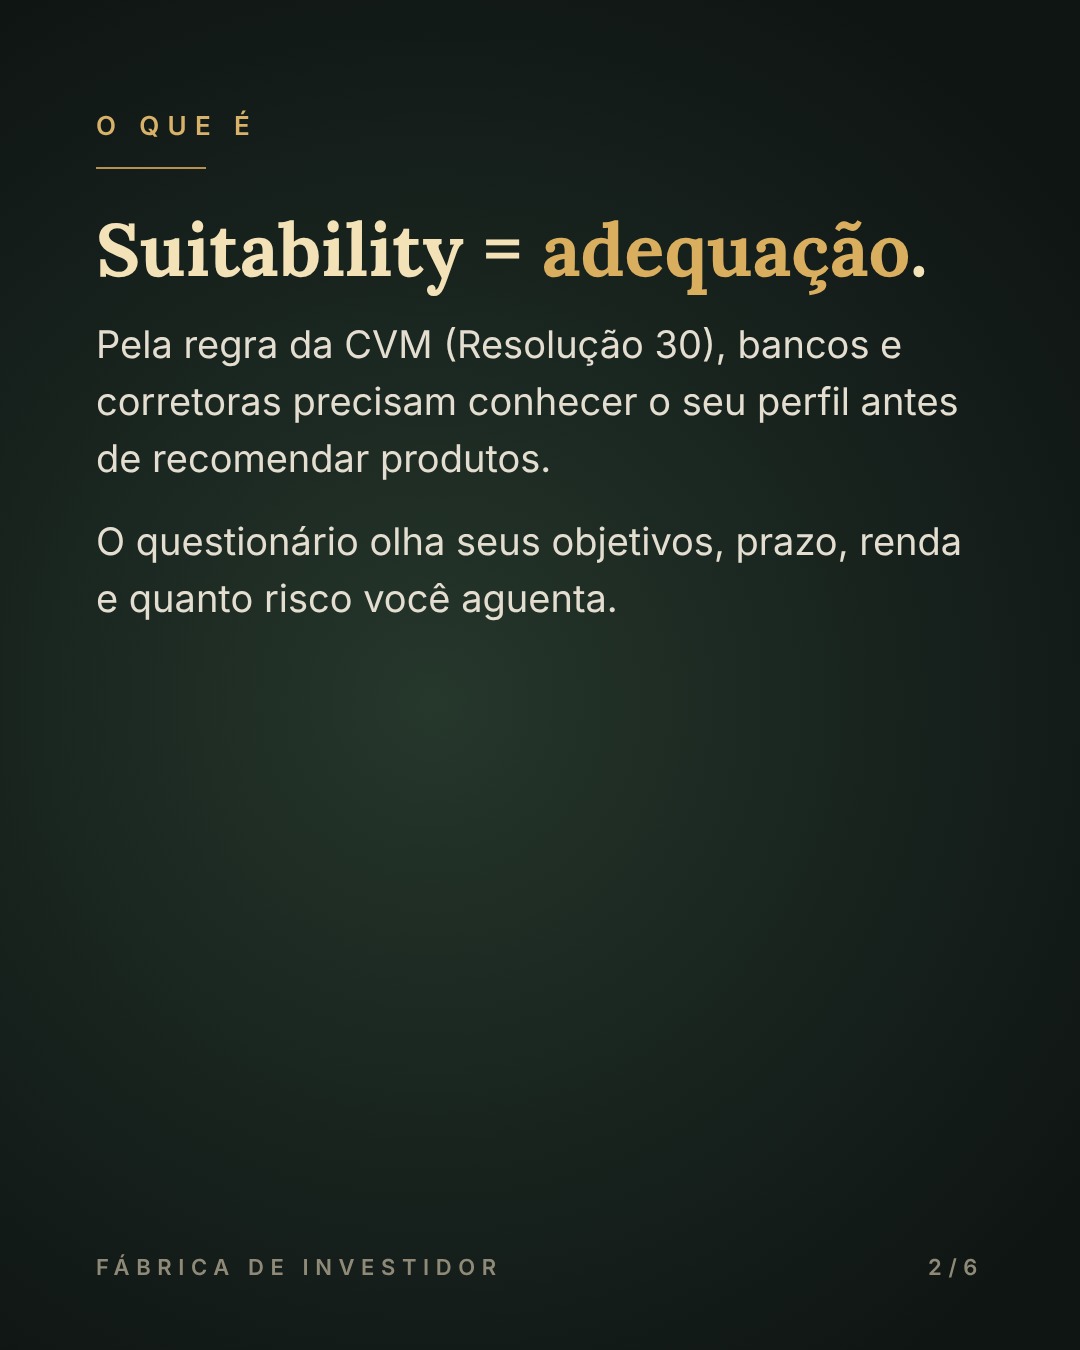 O QUE É
Suitability = adequação.
Pela regra da CVM (Resolução 30), bancos e
corretoras precisam conhecer o seu perfil antes
de recomendar produtos.
O questionário olha seus objetivos, prazo, renda
e quanto risco você aguenta.
FÁBRICA DE INVESTIDOR
2/6